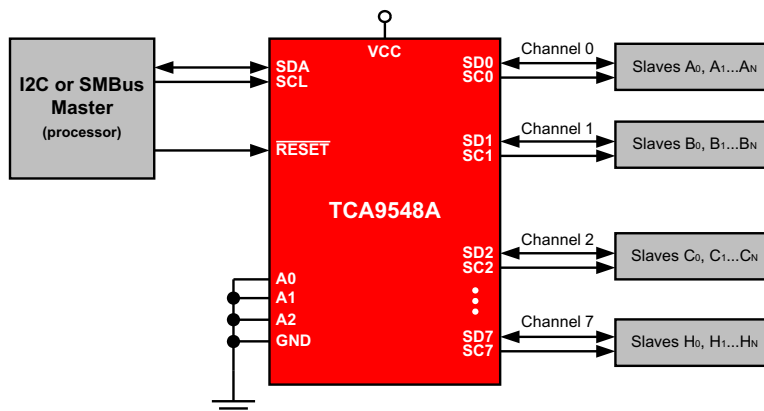 I2C or SMBus
Master
(processor)
VCC
SDA
SCL
RESET
TCA9548A
A0
A1
A2
GND
SD0
SC0
SD1
SC1
SD2
SC2
SD7
SC7
Channel 0
Channel 1
Channel 2
Channel 7
Slaves A0, A1...AN
Slaves B0, B1...BN
Slaves C0, C1...CN
Slaves H0, H1...HN